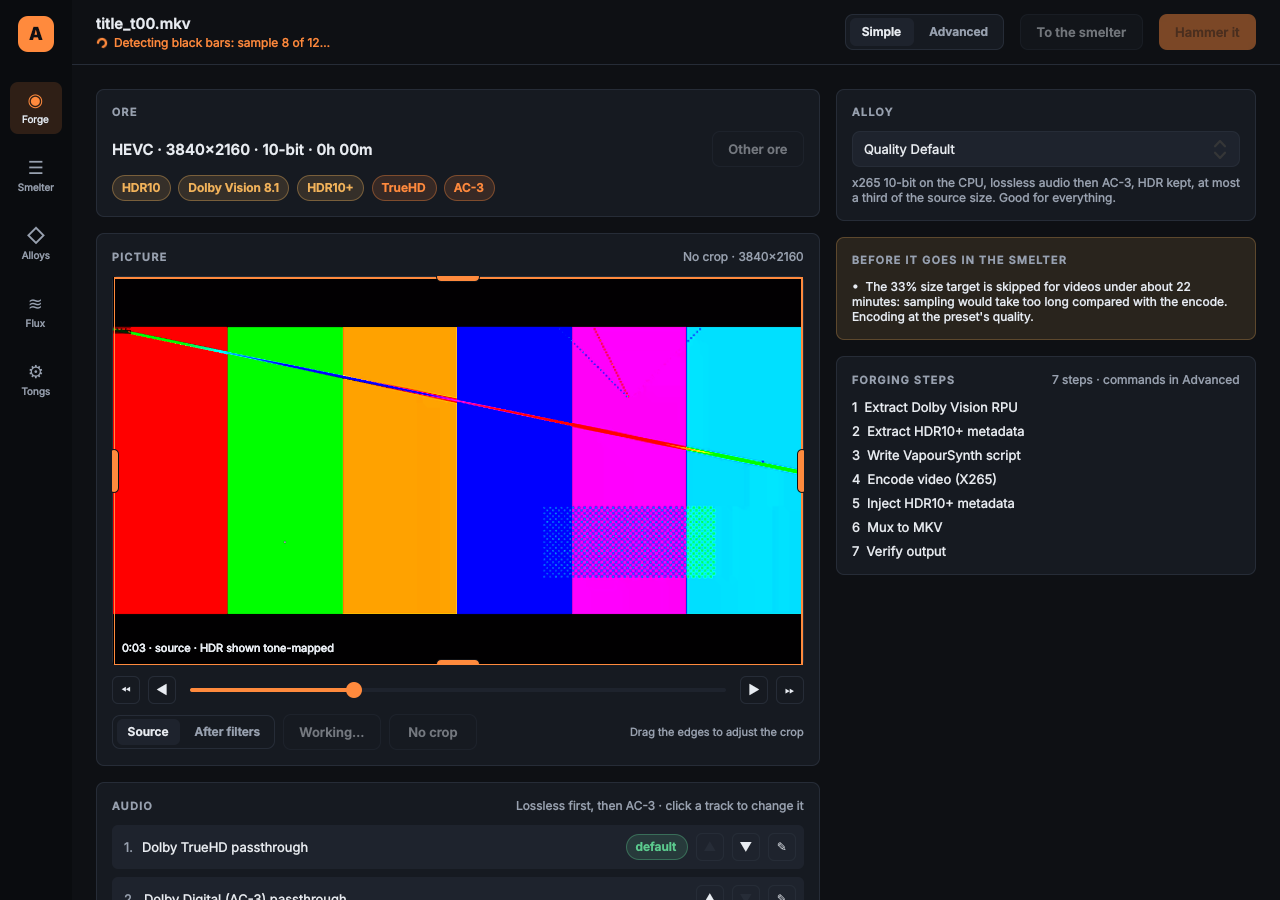 A
title_t00.mkv
Detecting black bars: sample 8 of 12...
Simple
Advanced
To the smelter
Hammer it
Forge
Smelter
Alloys
Flux
Tongs
ORE
HEVC · 3840×2160 · 10-bit · 0h 00m
Other ore
HDR10
Dolby Vision 8.1
HDR10+
TrueHD
AC-3
PICTURE
No crop · 3840×2160
0:03 · source · HDR shown tone-mapped
Source
After filters
Working...
No crop
Drag the edges to adjust the crop
AUDIO
Lossless first, then AC-3 · click a track to change it
1. Dolby TrueHD passthrough
default
2. Dolby Digital (AC-3) passthrough
ALLOY
Quality Default
x265 10-bit on the CPU, lossless audio then AC-3, HDR kept, at most
a third of the source size. Good for everything.
BEFORE IT GOES IN THE SMELTER
• The 33% size target is skipped for videos under about 22
minutes: sampling would take too long compared with the encode.
Encoding at the preset's quality.
FORGING STEPS
7 steps · commands in Advanced
1 Extract Dolby Vision RPU
2 Extract HDR10+ metadata
3 Write VapourSynth script
4 Encode video (X265)
5 Inject HDR10+ metadata
6 Mux to MKV
7 Verify output